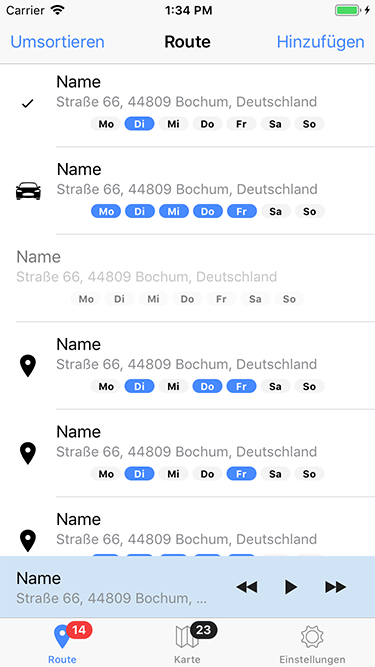 Carrier 1:34 PM
Umsortieren Route Hinzufügen
Name
Straße 66, 44809 Bochum, Deutschland
Mo Di Mi Do Fr Sa So
Name
Straße 66, 44809 Bochum, Deutschland
Mo Di Mi Do Fr Sa So
Name
Straße 66, 44809 Bochum, Deutschland
Mo Di Mi Do Fr Sa So
Name
Straße 66, 44809 Bochum, Deutschland
Mo Di Mi Do Fr Sa So
Name
Straße 66, 44809 Bochum, Deutschland
Mo Di Mi Do Fr Sa So
Name
Straße 66, 44809 Bochum, Deutschland
Name
Straße 66, 44809 Bochum, ...
14 23
Route Karte Einstellungen